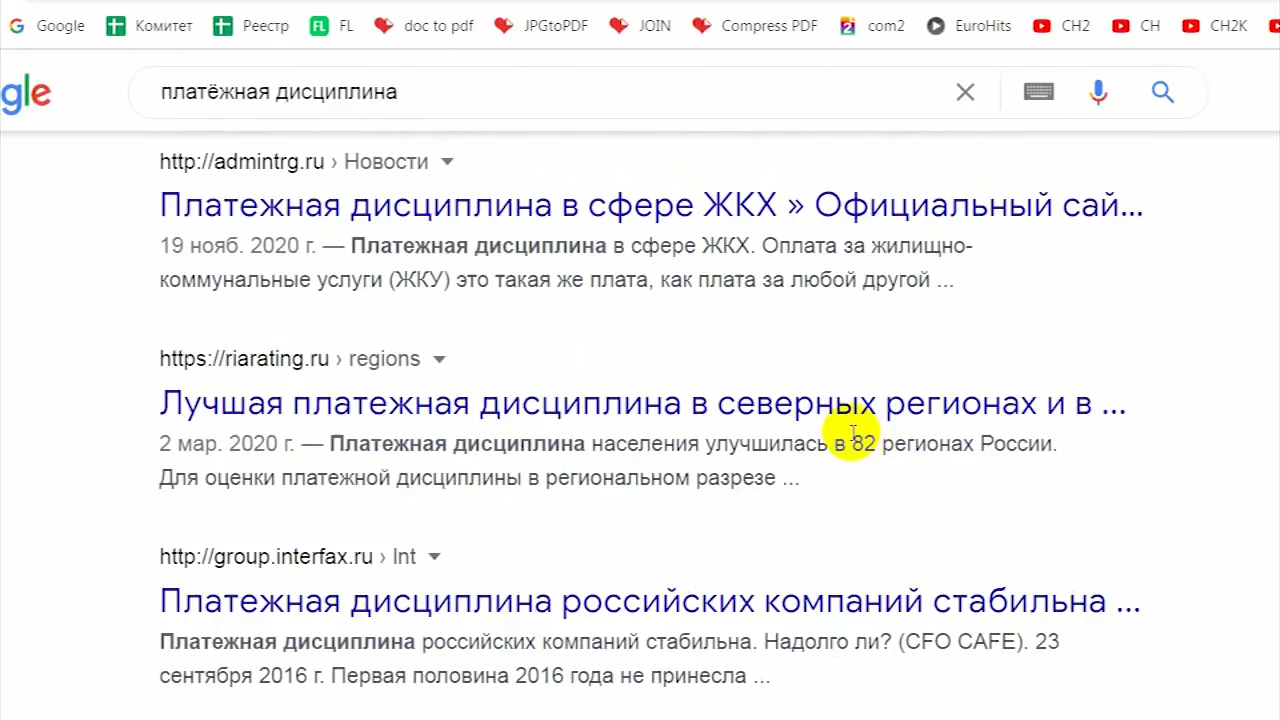 Google Комитет Реестр FL FL doc to pdf JPGtoPDF JOIN Compress PDF 2 com2 EuroHits CH2 CH CH2K
gle платёжная дисциплина
http://admintrg.ru › Новости
Платежная дисциплина в сфере ЖКХ » Официальный сай...
19 нояб. 2020 г. — Платежная дисциплина в сфере ЖКХ. Оплата за жилищно-
коммунальные услуги (ЖКУ) это такая же плата, как плата за любой другой ...
https://riarating.ru › regions
Лучшая платежная дисциплина в северных регионах и в ...
2 мар. 2020 г. — Платежная дисциплина населения улучшилась в 82 регионах России.
Для оценки платежной дисциплины в региональном разрезе ...
http://group.interfax.ru › Int
Платежная дисциплина российских компаний стабильна ...
Платёжная дисциплина российских компаний стабильна. Надолго ли? (CFO CAFE). 23
сентября 2016 г. Первая половина 2016 года не принесла ...